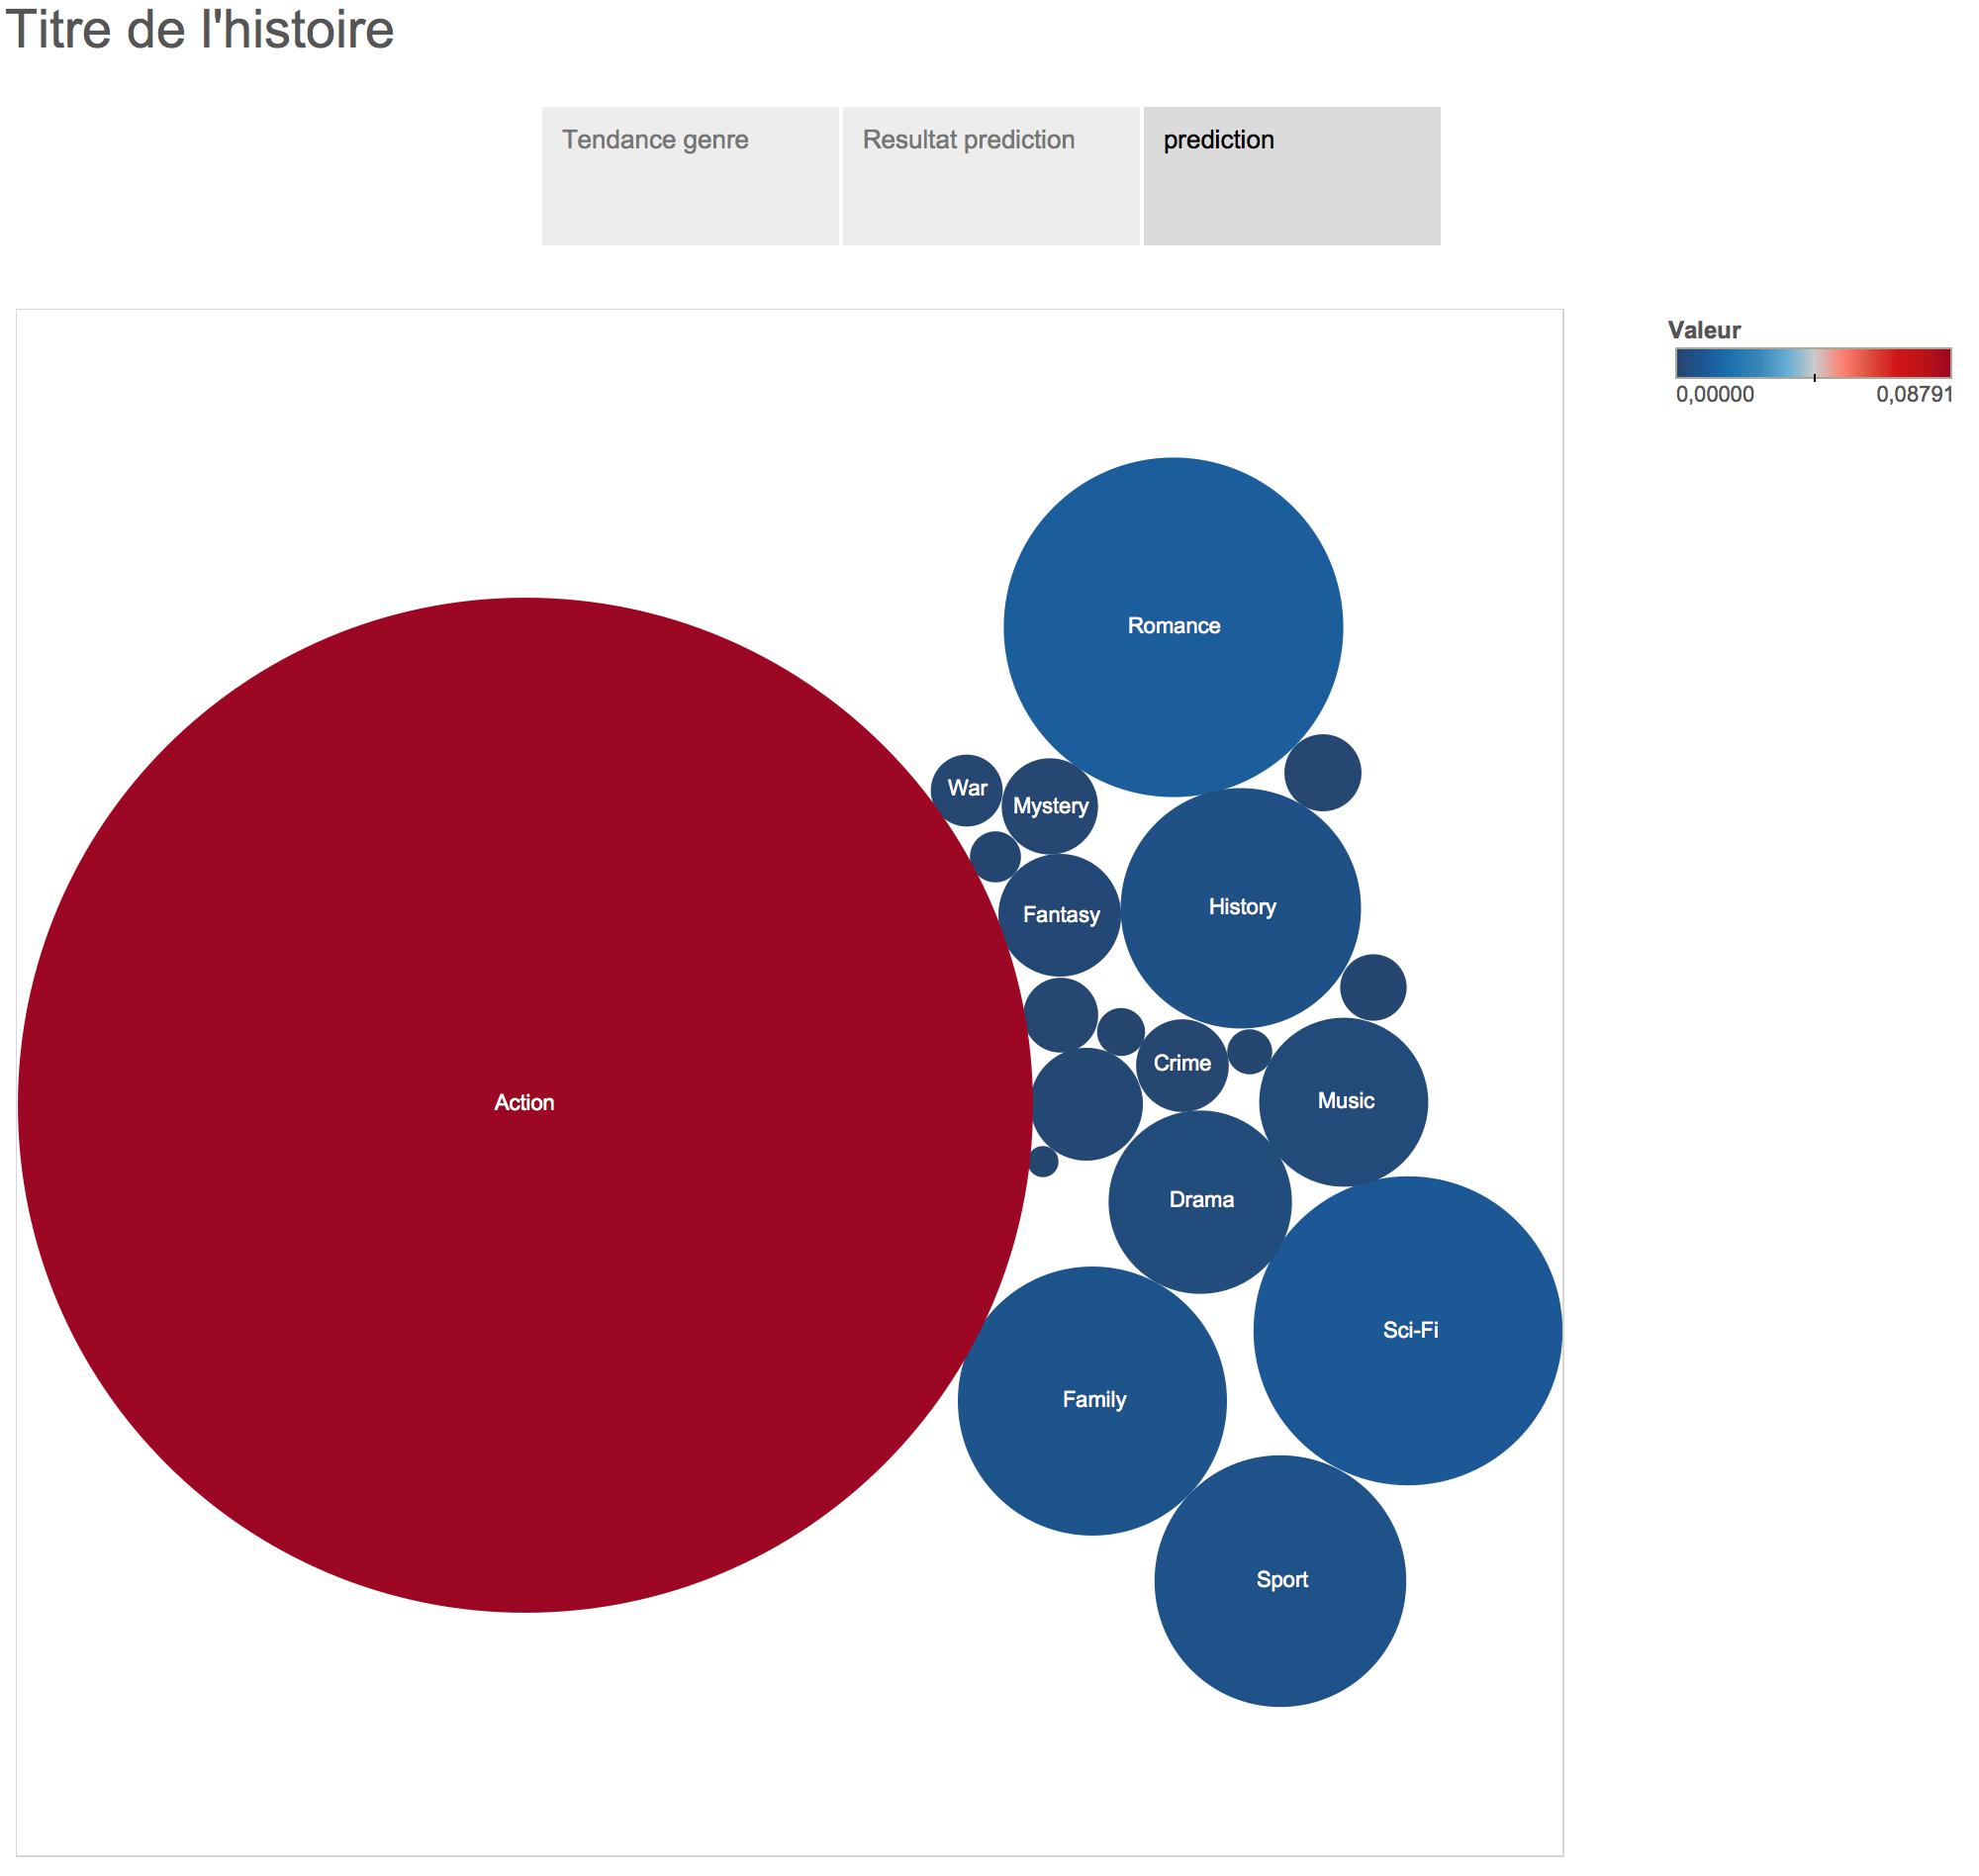 Titre de l'histoire
Tendance genre
Resultat prediction
prediction
Valeur
0,00000
0,08791
Romance
War
Mystery
History
Fantasy
Crime
Music
Action
Drama
Sci-Fi
Family
Sport